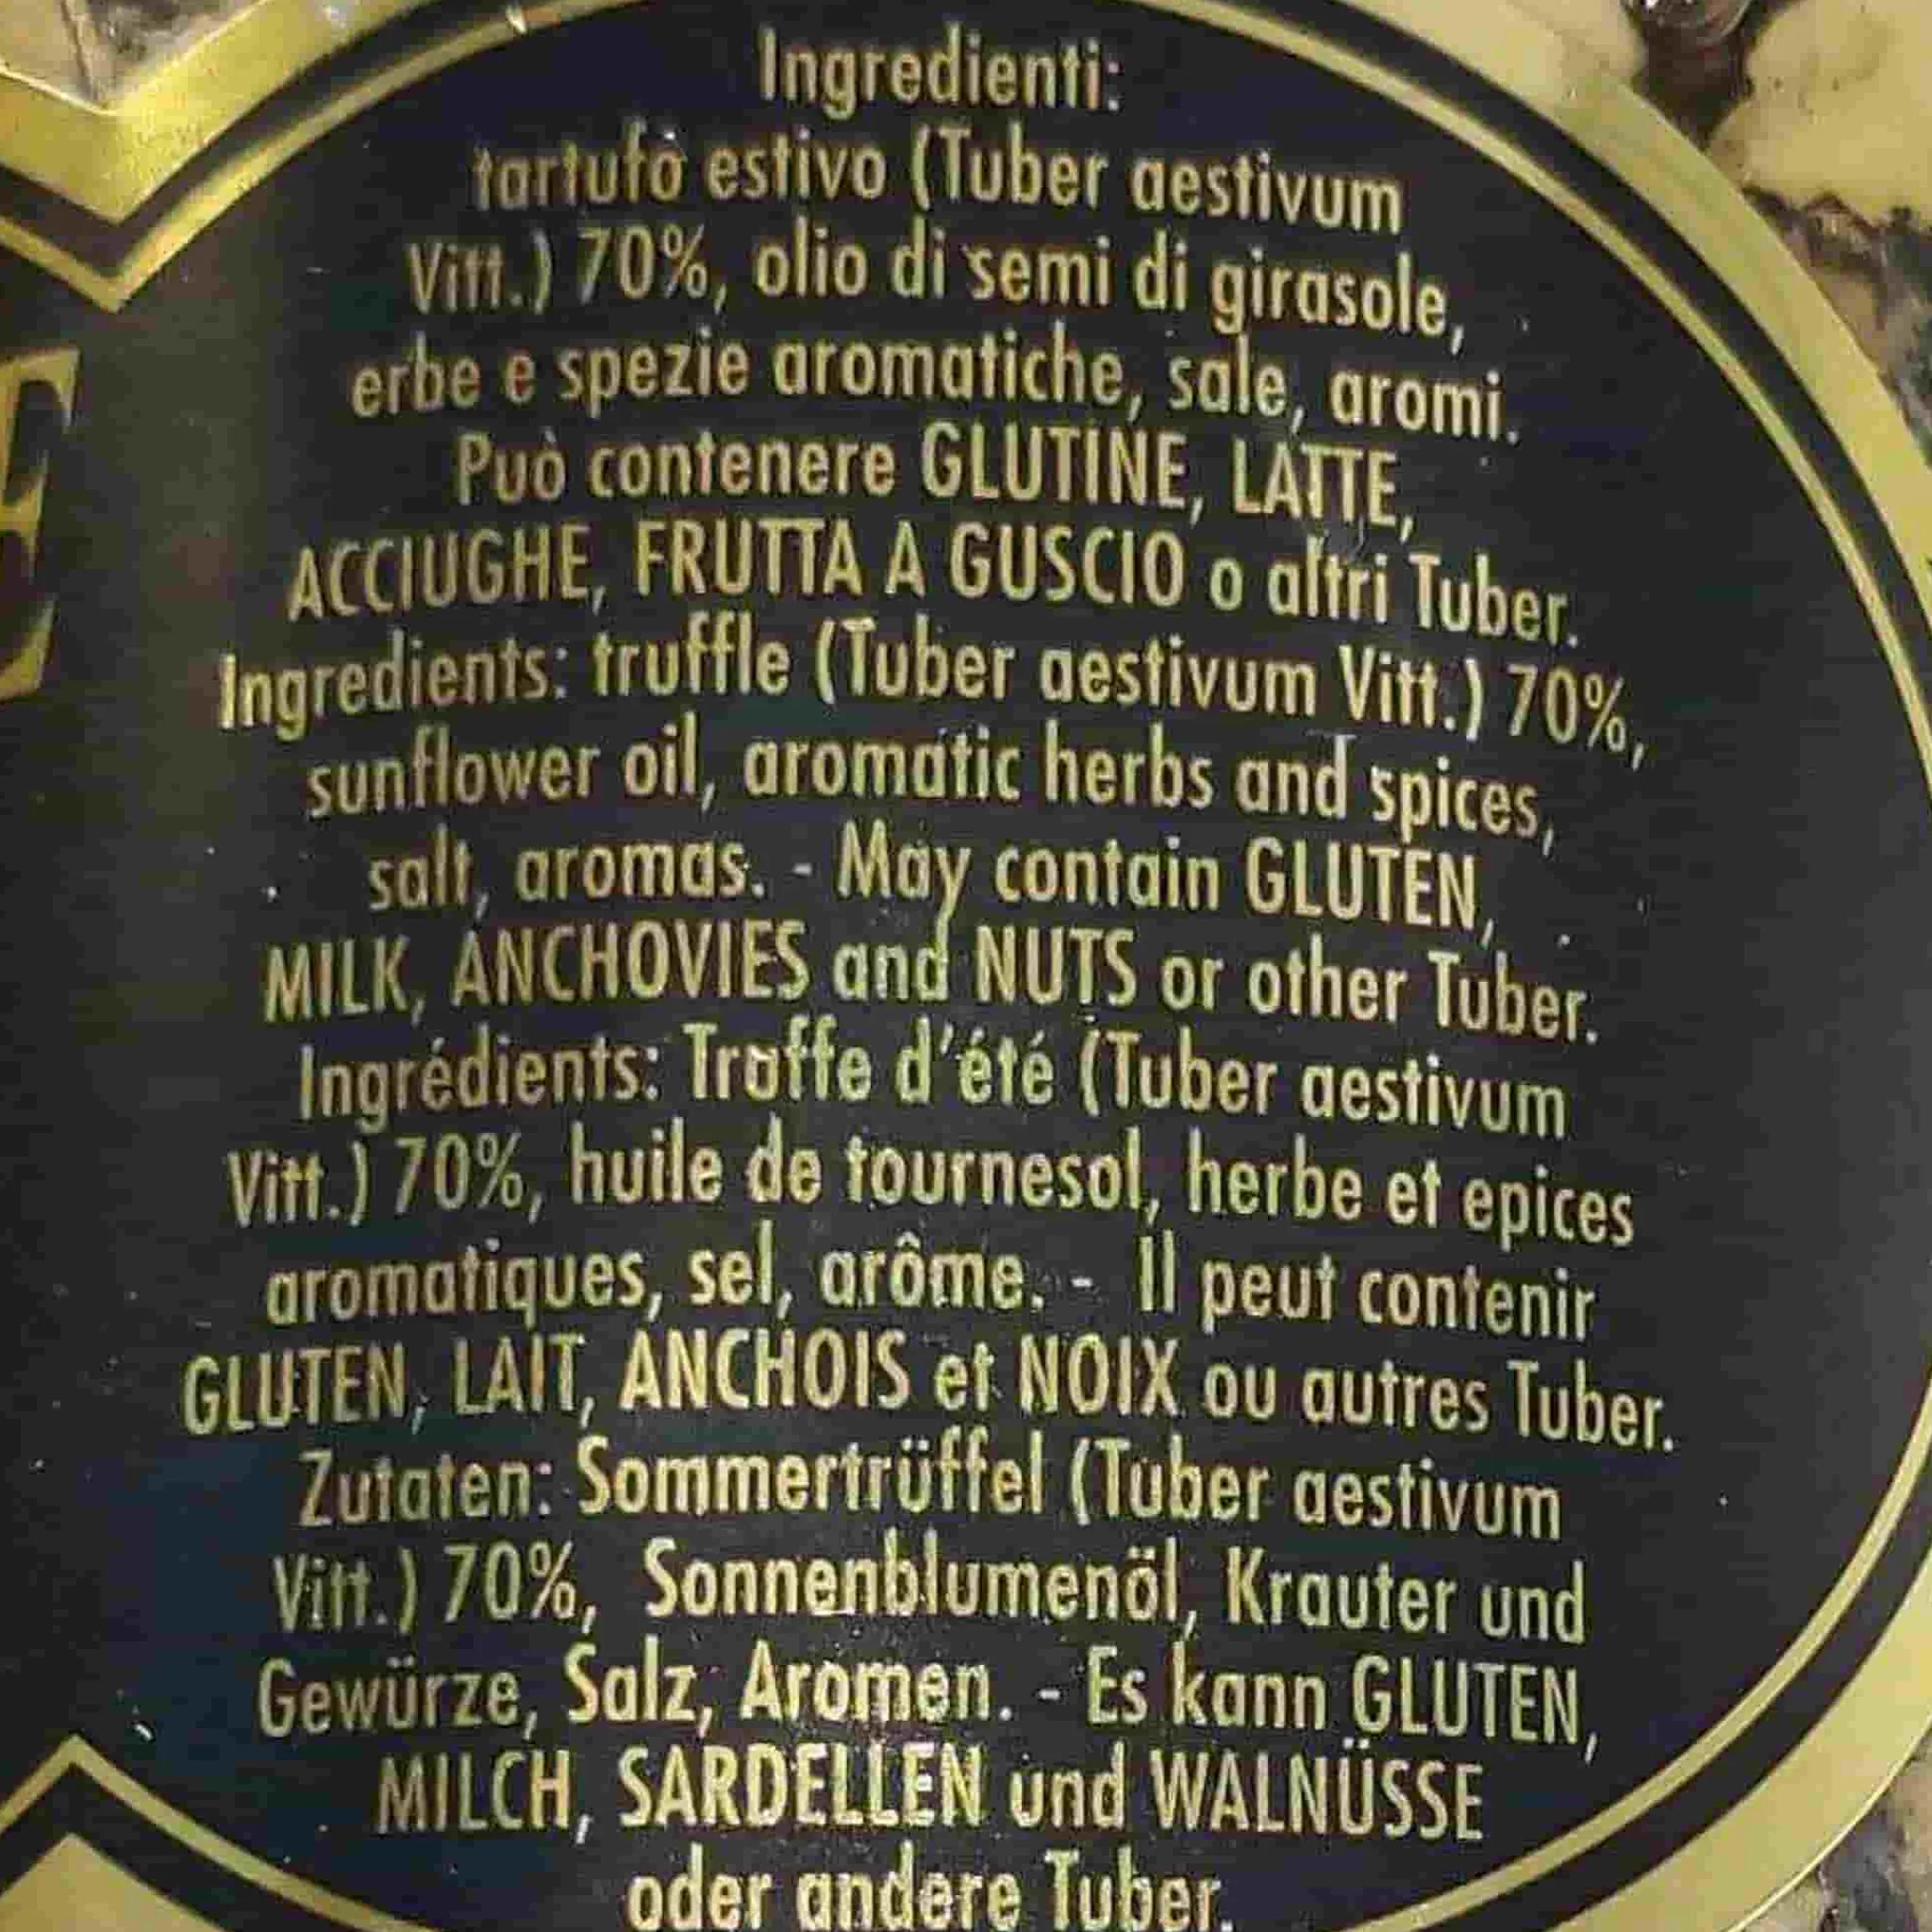 E
Ingredienti:
tartufo estivo (Tuber aestivum
Vitt.) 70%, olio di semi di girasole,
erbe e spezie aromatiche, sale, aromi.
Può contenere GLUTINE, LATTE,
ACCIUGHE, FRUTTA A GUSCIO o altri Tuber.
Ingredients: truffle (Tuber aestivum Vitt.) 70%,
sunflower oil, aromatic herbs and spices,
salt, aromas. - May contain GLUTEN,
MILK, ANCHOVIES and NUTS or other Tuber.
Ingrédients: Truffe d'été (Tuber aestivum
Vitt.) 70%, huile de tournesol, herbe et epices
aromatiques, sel, arôme. - Il peut contenir
GLUTEN, LAIT, ANCHOIS et NOIX ou autres Tuber.
Zutaten: Sommertrüffel (Tuber aestivum
Vitt.) 70%, Sonnenblumenöl, Krauter und
Gewürze, Salz, Aromen. - Es kann GLUTEN,
MILCH, SARDELLEN und WALNÜSSE
oder andere Tuber.